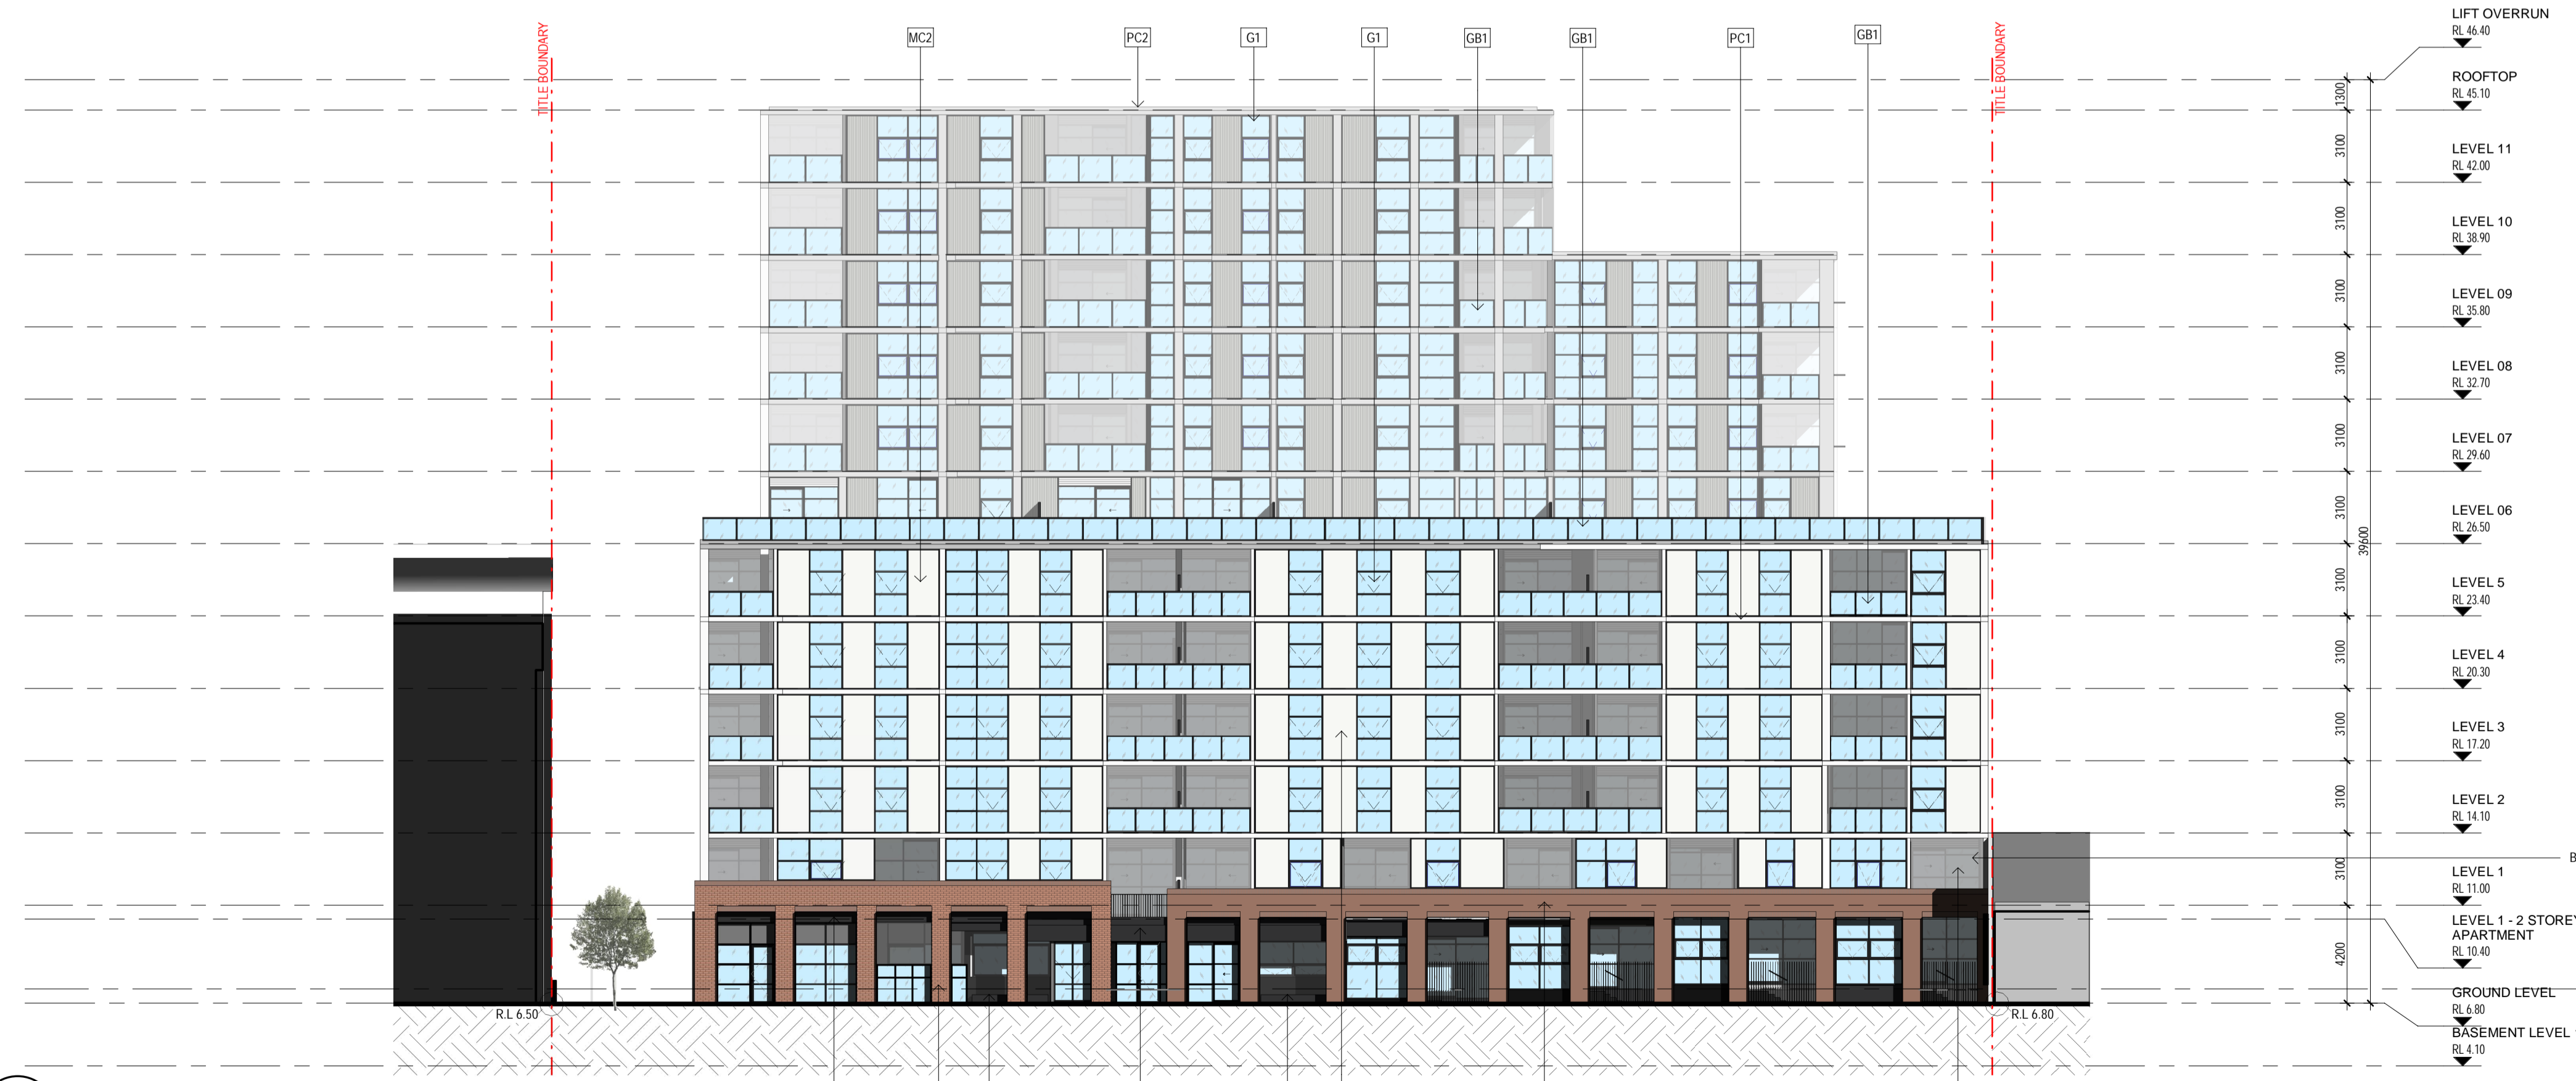 MC2
PC2
G1
G1
GB1
GB1
PC1
GB1
TITLE BOUNDARY
TITLE BOUNDARY
LIFT OVERRUN
RL 46.40
ROOFTOP
RL 45.10
LEVEL 11
RL 42.00
LEVEL 10
RL 38.90
LEVEL 09
RL 35.80
LEVEL 08
RL 32.70
LEVEL 07
RL 29.60
LEVEL 06
RL 26.50
LEVEL 5
RL 23.40
LEVEL 4
RL 20.30
LEVEL 3
RL 17.20
LEVEL 2
RL 14.10
LEVEL 1
RL 11.00
LEVEL 1 - 2 STOREY
APARTMENT
RL 10.40
GROUND LEVEL
RL 6.80
BASEMENT LEVEL
RL 4.10
1300
3100
3100
3100
3100
3100
3100
3100
3100
3100
3100
3100
4200
39600
B
R.L 6.50
R.L 6.80